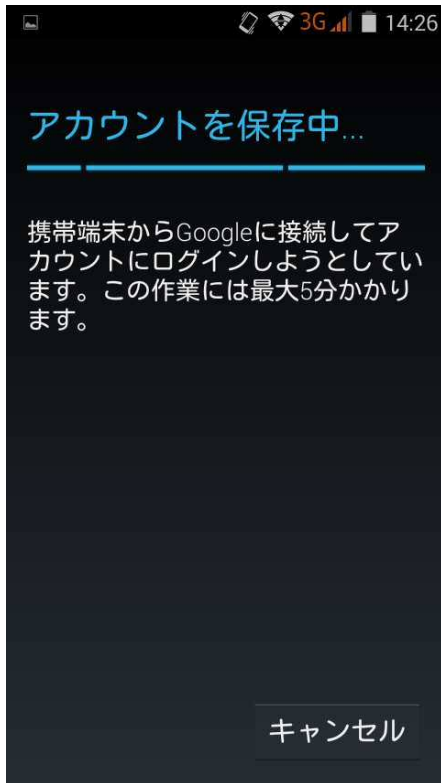 3G 14:26
アカウントを保存中...
携帯端末からGoogleに接続してア
カウントにログインしようとしてい
ます。この作業には最大5分かかり
ます。
キャンセル